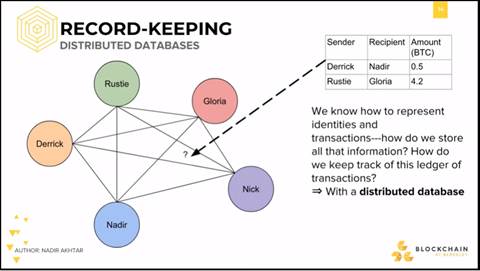 RECORD-KEEPING
DISTRIBUTED DATABASES
Sender Recipient Amount (BTC)
Derrick Nadir 0.5
Rustie Gloria 4.2
Rustie
Gloria
Derrick
?
Nick
Nadir
We know how to represent
identities and
transactions---how do we store
all that information? How do
we keep track of this ledger of
transactions?
⇒ With a distributed database
AUTHOR: NADIR AKHTAR
BLOCKCHAIN
AT BERKELEY